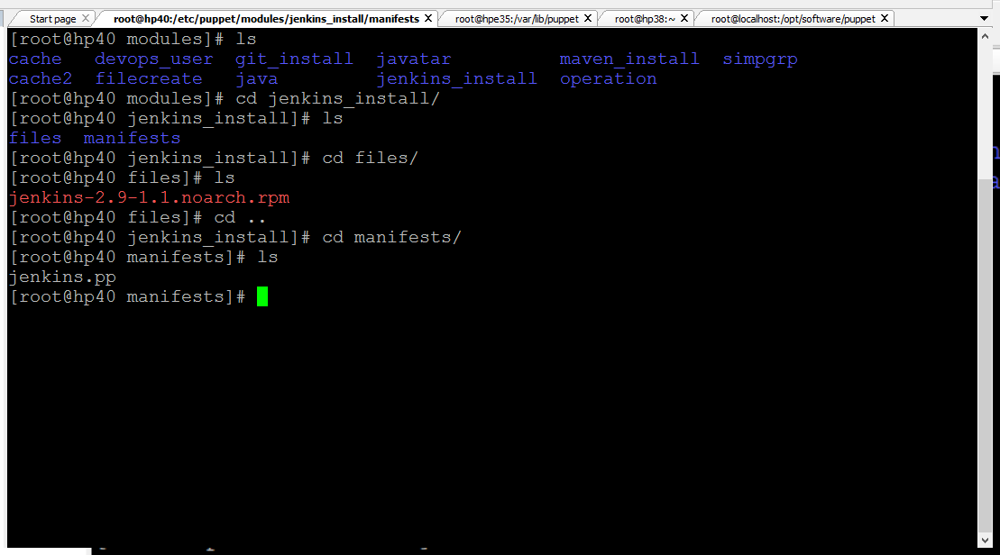 Start page
root@hp40:/etc/puppet/modules/jenkins_install/manifests
root@hpe35:/var/lib/puppet
root@hp38:~
root@localhost:/opt/software/puppet
[root@hp40 modules]# ls
cache devops_user git_install javatar maven_install simpgrp
cache2 filecreate java jenkins_install operation
[root@hp40 modules]# cd jenkins_install/
[root@hp40 jenkins_install]# ls
files manifests
[root@hp40 jenkins_install]# cd files/
[root@hp40 files]# ls
jenkins-2.9-1.1.noarch.rpm
[root@hp40 files]# cd ..
[root@hp40 jenkins_install]# cd manifests/
[root@hp40 manifests]# ls
jenkins.pp
[root@hp40 manifests]#